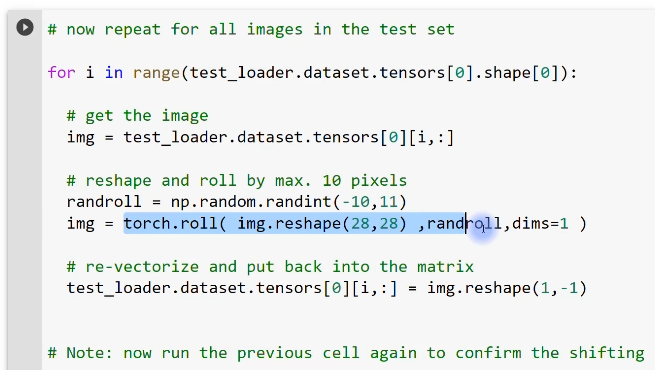 # now repeat for all images in the test set
for i in range(test_loader.dataset.tensors[0].shape[0]):
# get the image
img = test_loader.dataset.tensors[0][i,:]
# reshape and roll by max. 10 pixels
randroll = np.random.randint(-10,11)
img = torch.roll( img.reshape(28,28) ,randroll,dims=1 )
# re-vectorize and put back into the matrix
test_loader.dataset.tensors[0][i,:] = img.reshape(1,-1)
# Note: now run the previous cell again to confirm the shifting